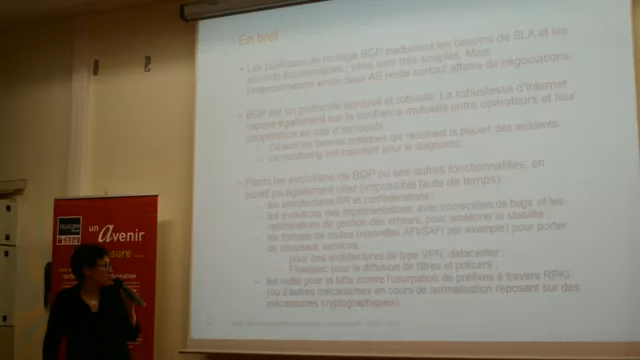 En bref
- Les politiques de routage BGP traduisent les besoins de SLA et les
accords économiques ; elles sont très souples. Mais
l'interconnexion entre deux AS reste surtout affaire de négociations.
- BGP est un protocole éprouvé et robuste. La robustesse d'Internet
repose également sur la confiance mutuelle entre opérateurs et leur
coopération en cas d'incidents.
– Ce sont les bonnes pratiques qui résolvent la plupart des incidents
– Le monitoring est important pour le diagnostic
- Parmi les évolutions de BGP ou ses autres fonctionnalités, on
aurait pu également citer (impossible faute de temps)
– les architectures RR et confédérations ,
– les évolutions des implémentations, avec corrections de bugs et les
optimisations de gestion des erreurs, pour améliorer la stabilité ,
– les formats de routes (nouvelles AFI/SAFI par exemple) pour porter
de nouveaux services
pour des architectures de type VPN, datacenter ,
Flowspec pour la diffusion de filtres et policers ,
– les outils pour la lutte contre l'usurpation de préfixes à travers RPKI
(ou d'autres mécanismes en cours de normalisation reposant sur des
mécanismes cryptographiques)
TELECOM
un avenir
sure